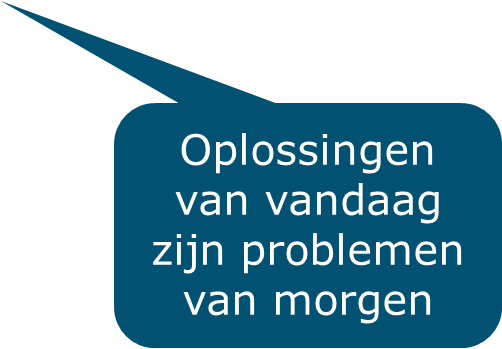 Oplossingen
van vandaag
zijn problemen
van morgen